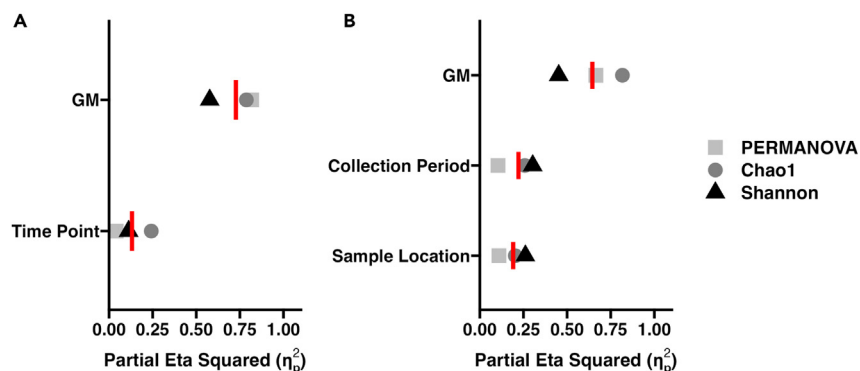 A
GM
Time Point
0.00 0.25 0.50 0.75 1.00
Partial Eta Squared (η²p)
B
GM
Collection Period
Sample Location
0.00 0.25 0.50 0.75 1.00
Partial Eta Squared (η²p)
PERMANOVA
Chao1
Shannon